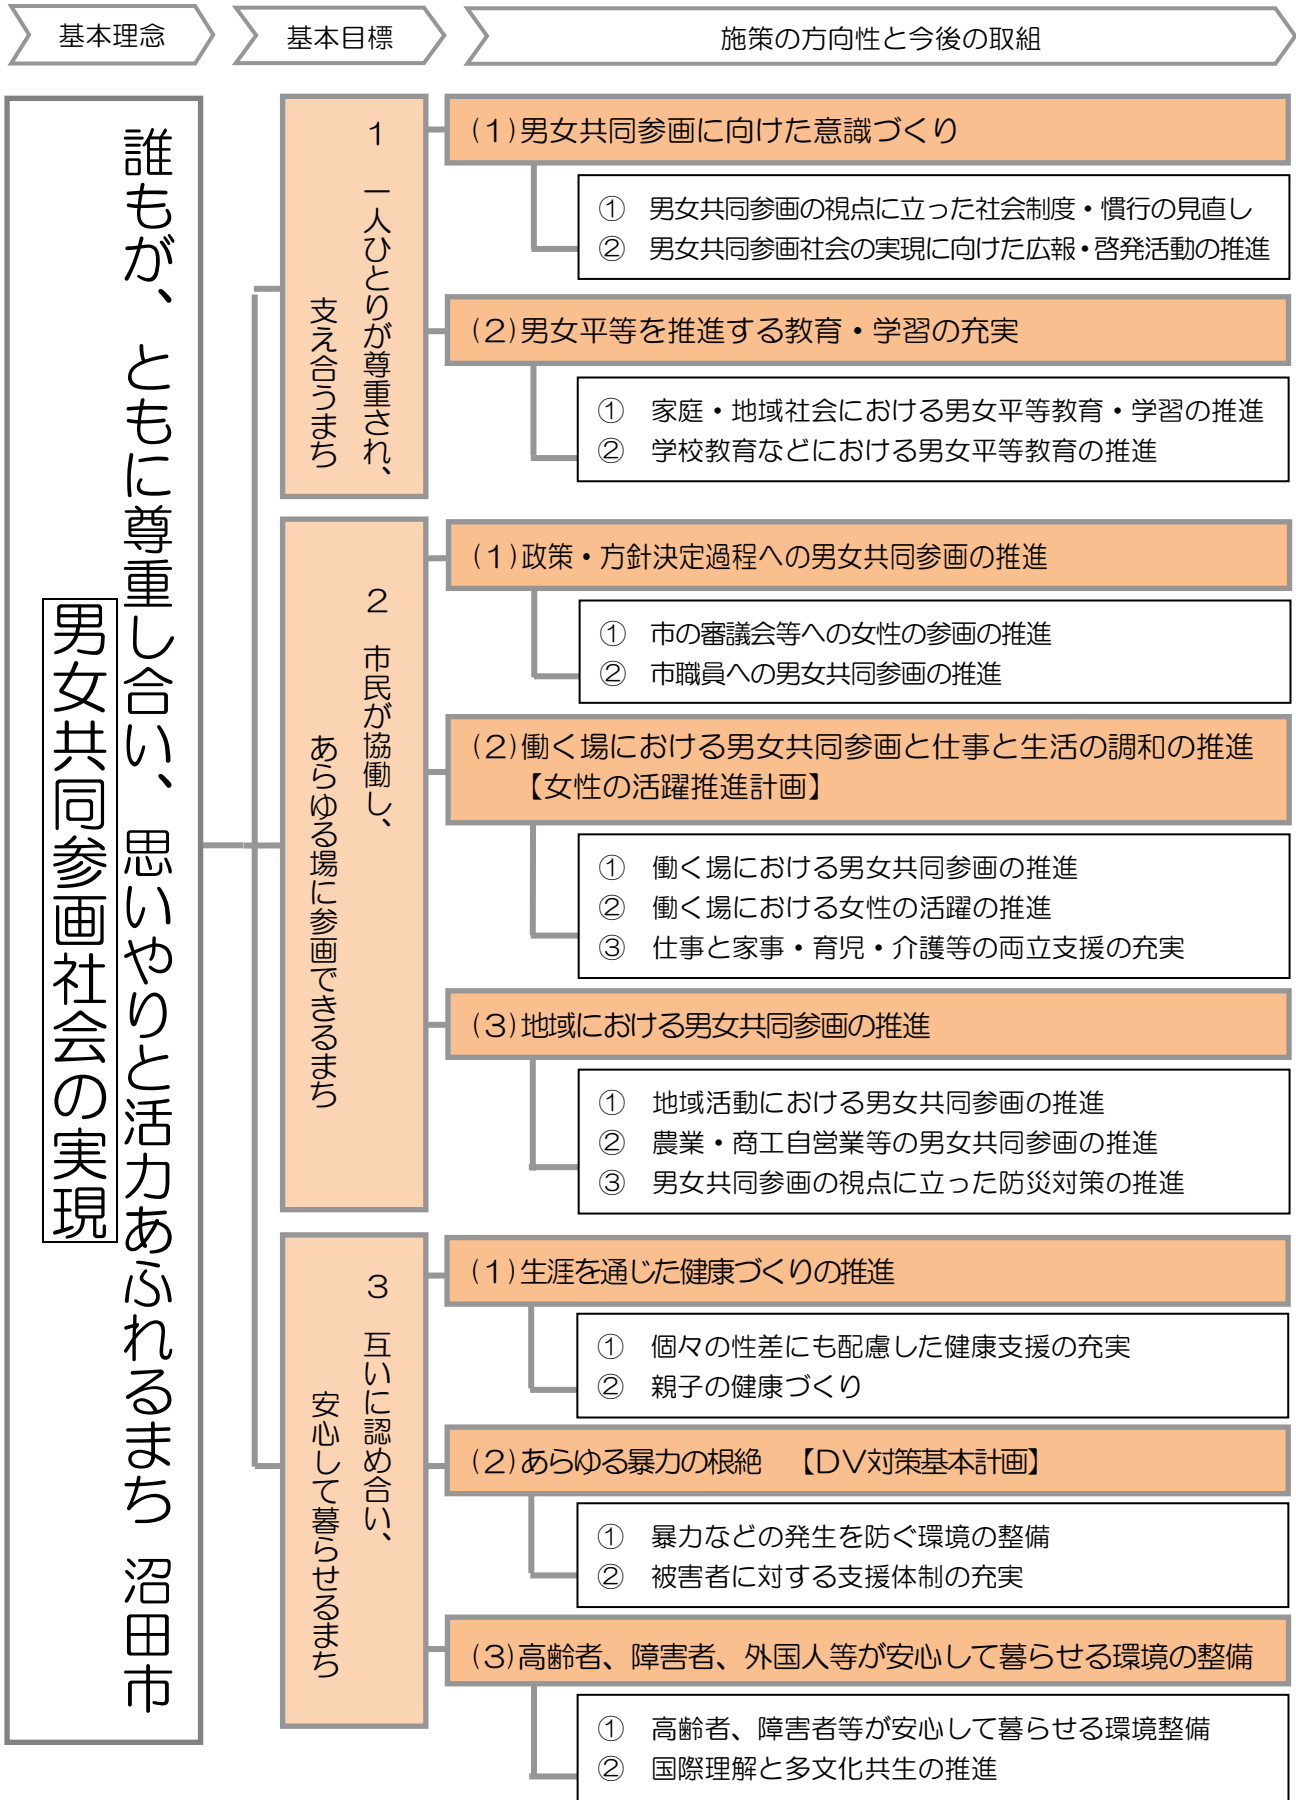 基本理念
基本目標
施策の方向性と今後の取組
誰もが、ともに尊重し合い、思いやりと活力あふれるまち 沼田市
男女共同参画社会の実現
1 一人ひとりが尊重され、
支え合うまち
(1)男女共同参画に向けた意識づくり
① 男女共同参画の視点に立った社会制度・慣行の見直し
② 男女共同参画社会の実現に向けた広報・啓発活動の推進
(2)男女平等を推進する教育・学習の充実
① 家庭・地域社会における男女平等教育・学習の推進
② 学校教育などにおける男女平等教育の推進
2 市民が協働し、
あらゆる場に参画できるまち
(1)政策・方針決定過程への男女共同参画の推進
① 市の審議会等への女性の参画の推進
② 市職員への男女共同参画の推進
(2)働く場における男女共同参画と仕事と生活の調和の推進
【女性の活躍推進計画】
① 働く場における男女共同参画の推進
② 働く場における女性の活躍の推進
③ 仕事と家事・育児・介護等の両立支援の充実
(3)地域における男女共同参画の推進
① 地域活動における男女共同参画の推進
② 農業・商工自営業等の男女共同参画の推進
③ 男女共同参画の視点に立った防災対策の推進
3 互いに認め合い、
安心して暮らせるまち
(1)生涯を通じた健康づくりの推進
① 個々の性差にも配慮した健康支援の充実
② 親子の健康づくり
(2)あらゆる暴力の根絶 【DV対策基本計画】
① 暴力などの発生を防ぐ環境の整備
② 被害者に対する支援体制の充実
(3)高齢者、障害者、外国人等が安心して暮らせる環境の整備
① 高齢者、障害者等が安心して暮らせる環境整備
② 国際理解と多文化共生の推進